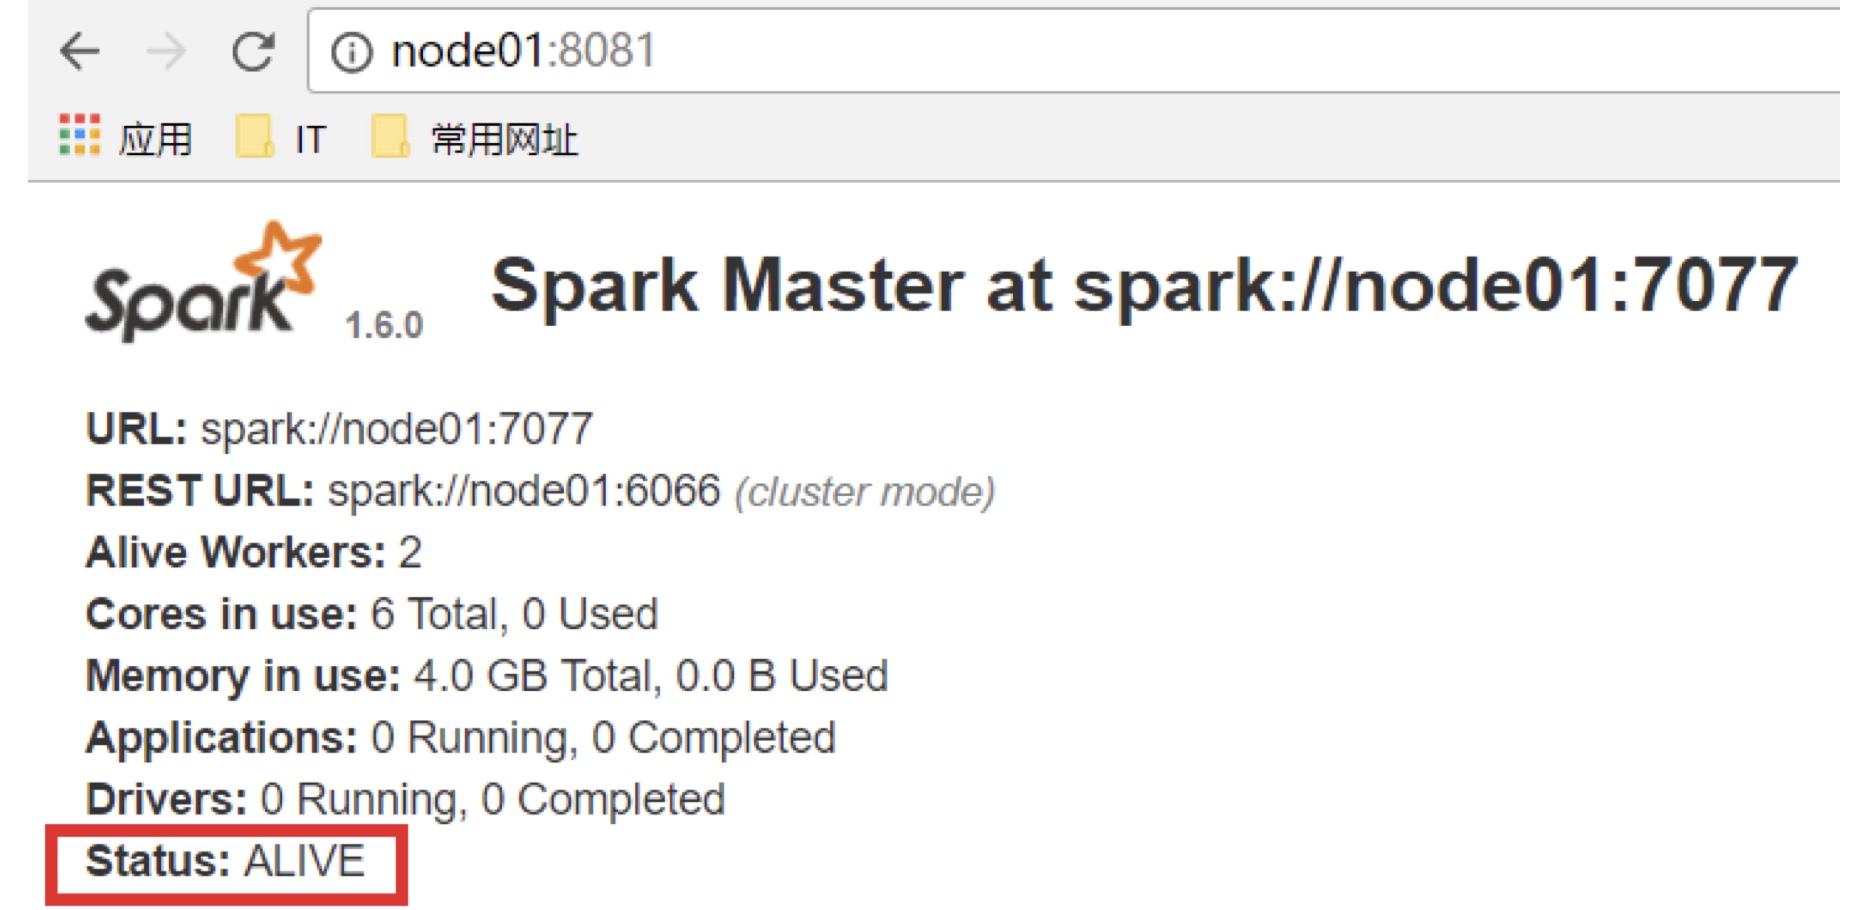 node01:8081
应用 IT 常用网址
Spark 1.6.0 Spark Master at spark://node01:7077
URL: spark://node01:7077
REST URL: spark://node01:6066 (cluster mode)
Alive Workers: 2
Cores in use: 6 Total, 0 Used
Memory in use: 4.0 GB Total, 0.0 B Used
Applications: 0 Running, 0 Completed
Drivers: 0 Running, 0 Completed
Status: ALIVE